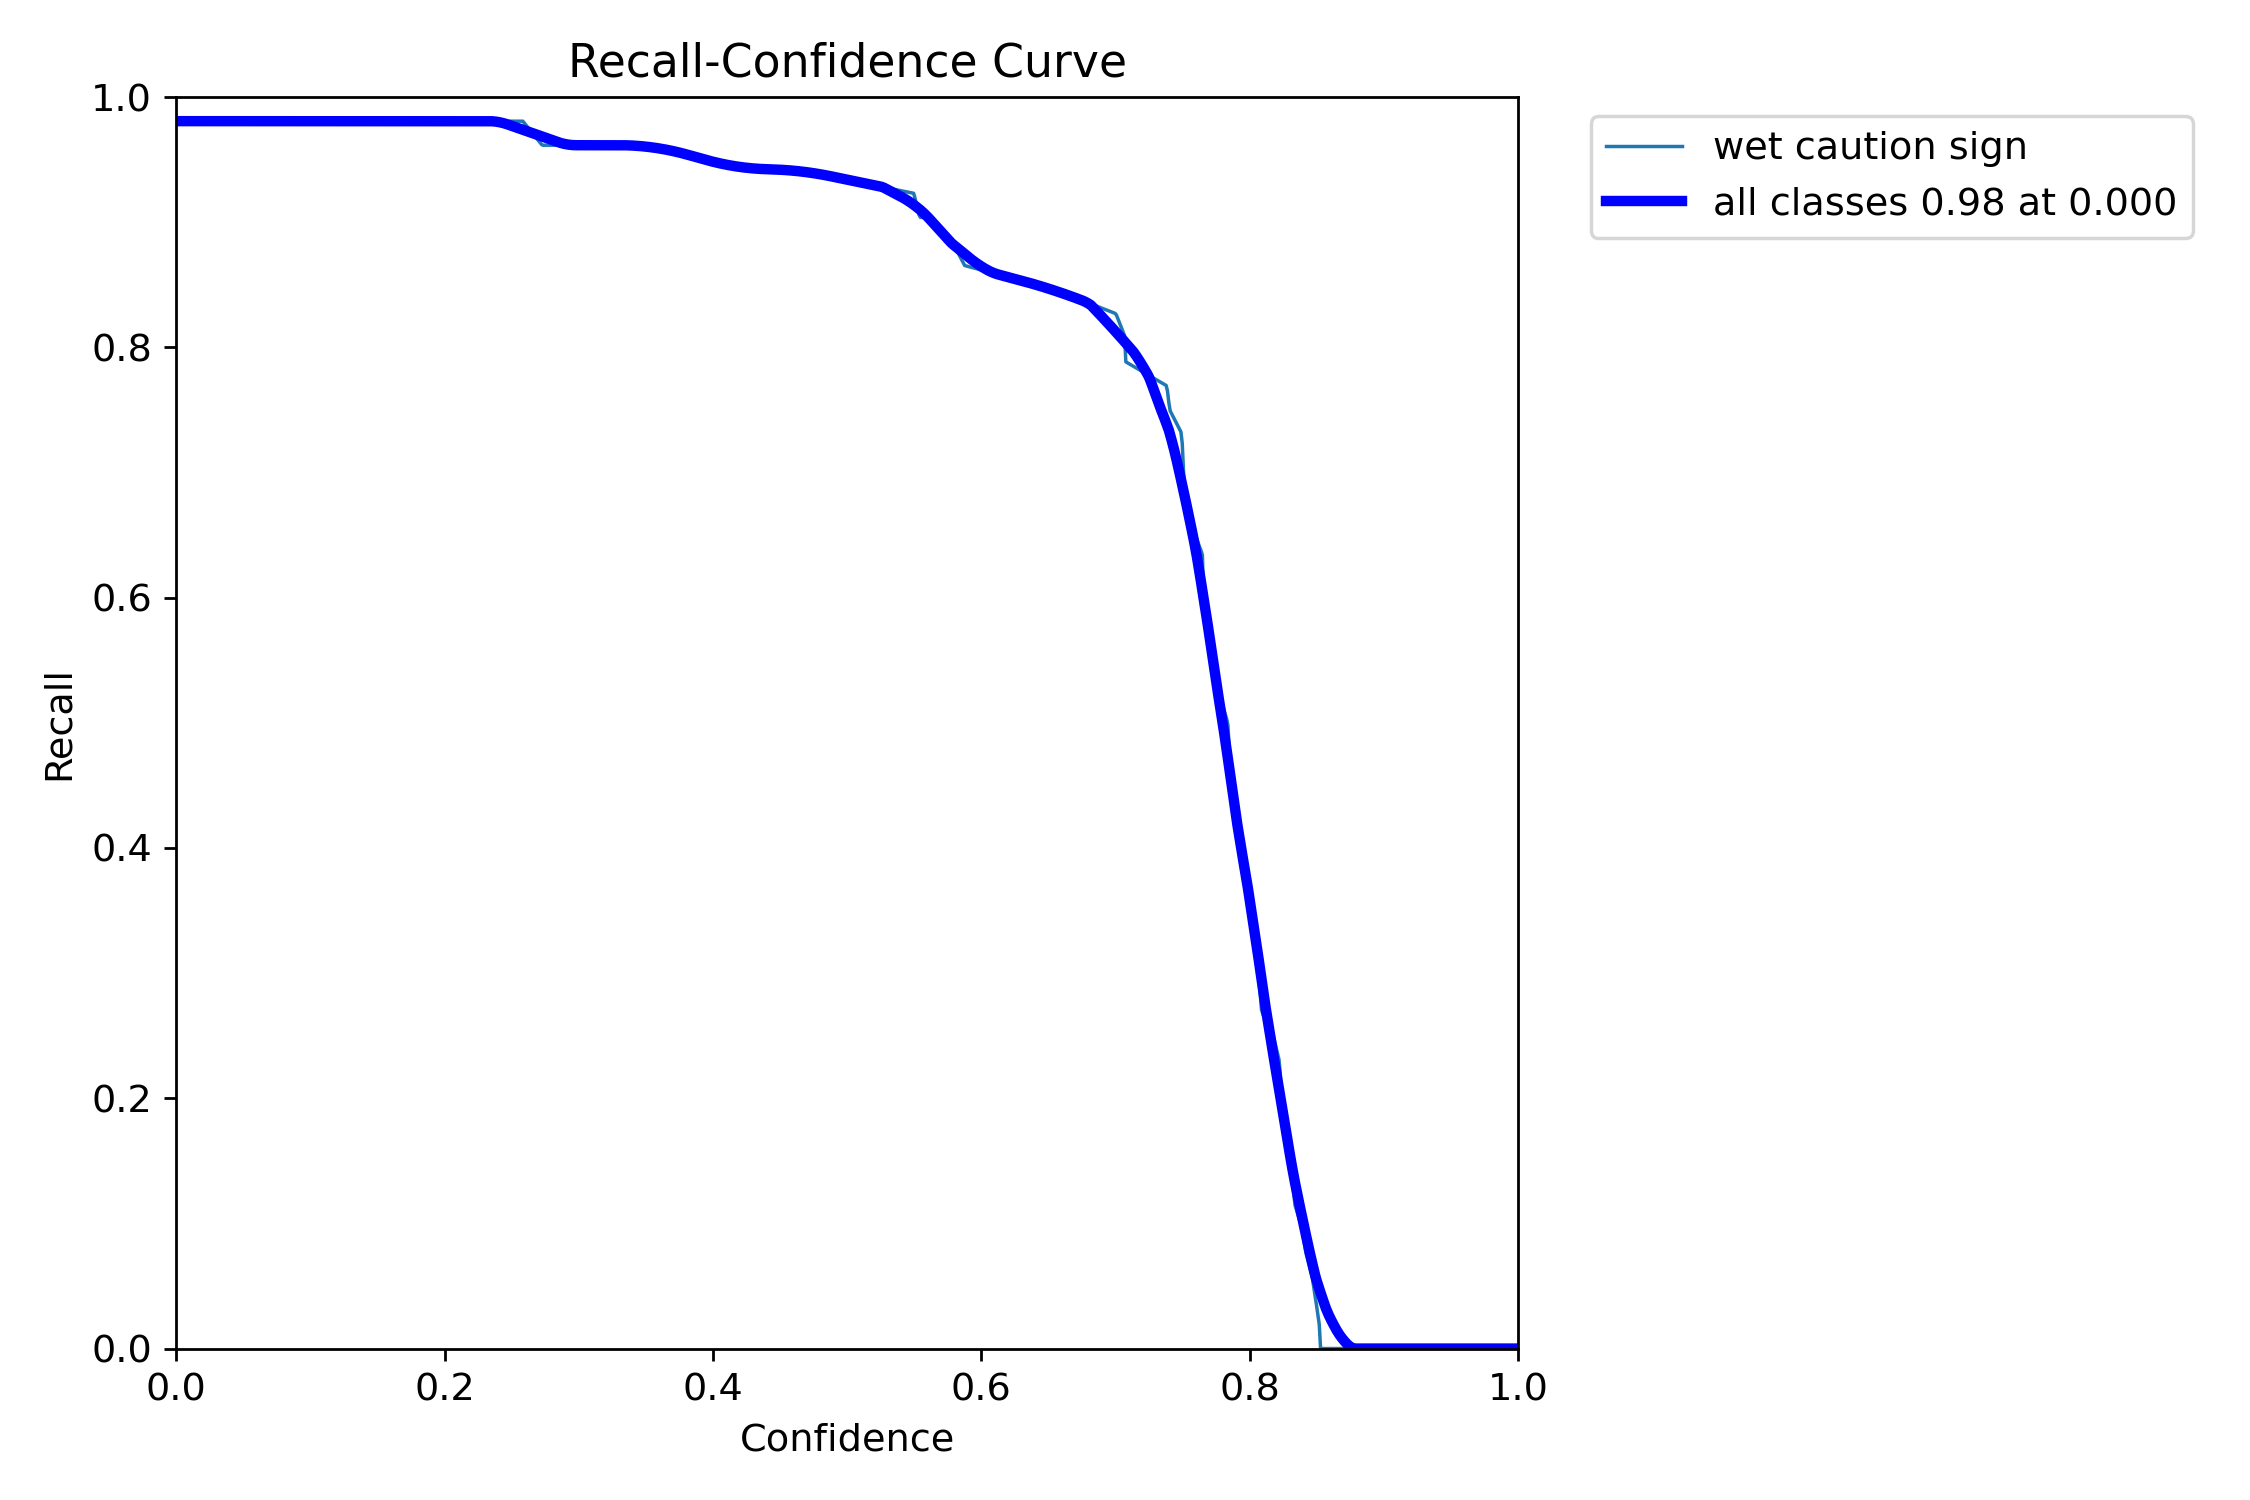 Recall-Confidence Curve
wet caution sign
all classes 0.98 at 0.000
1.0
0.8
0.6
0.4
0.2
0.0
Recall
0.0 0.2 0.4 0.6 0.8 1.0
Confidence